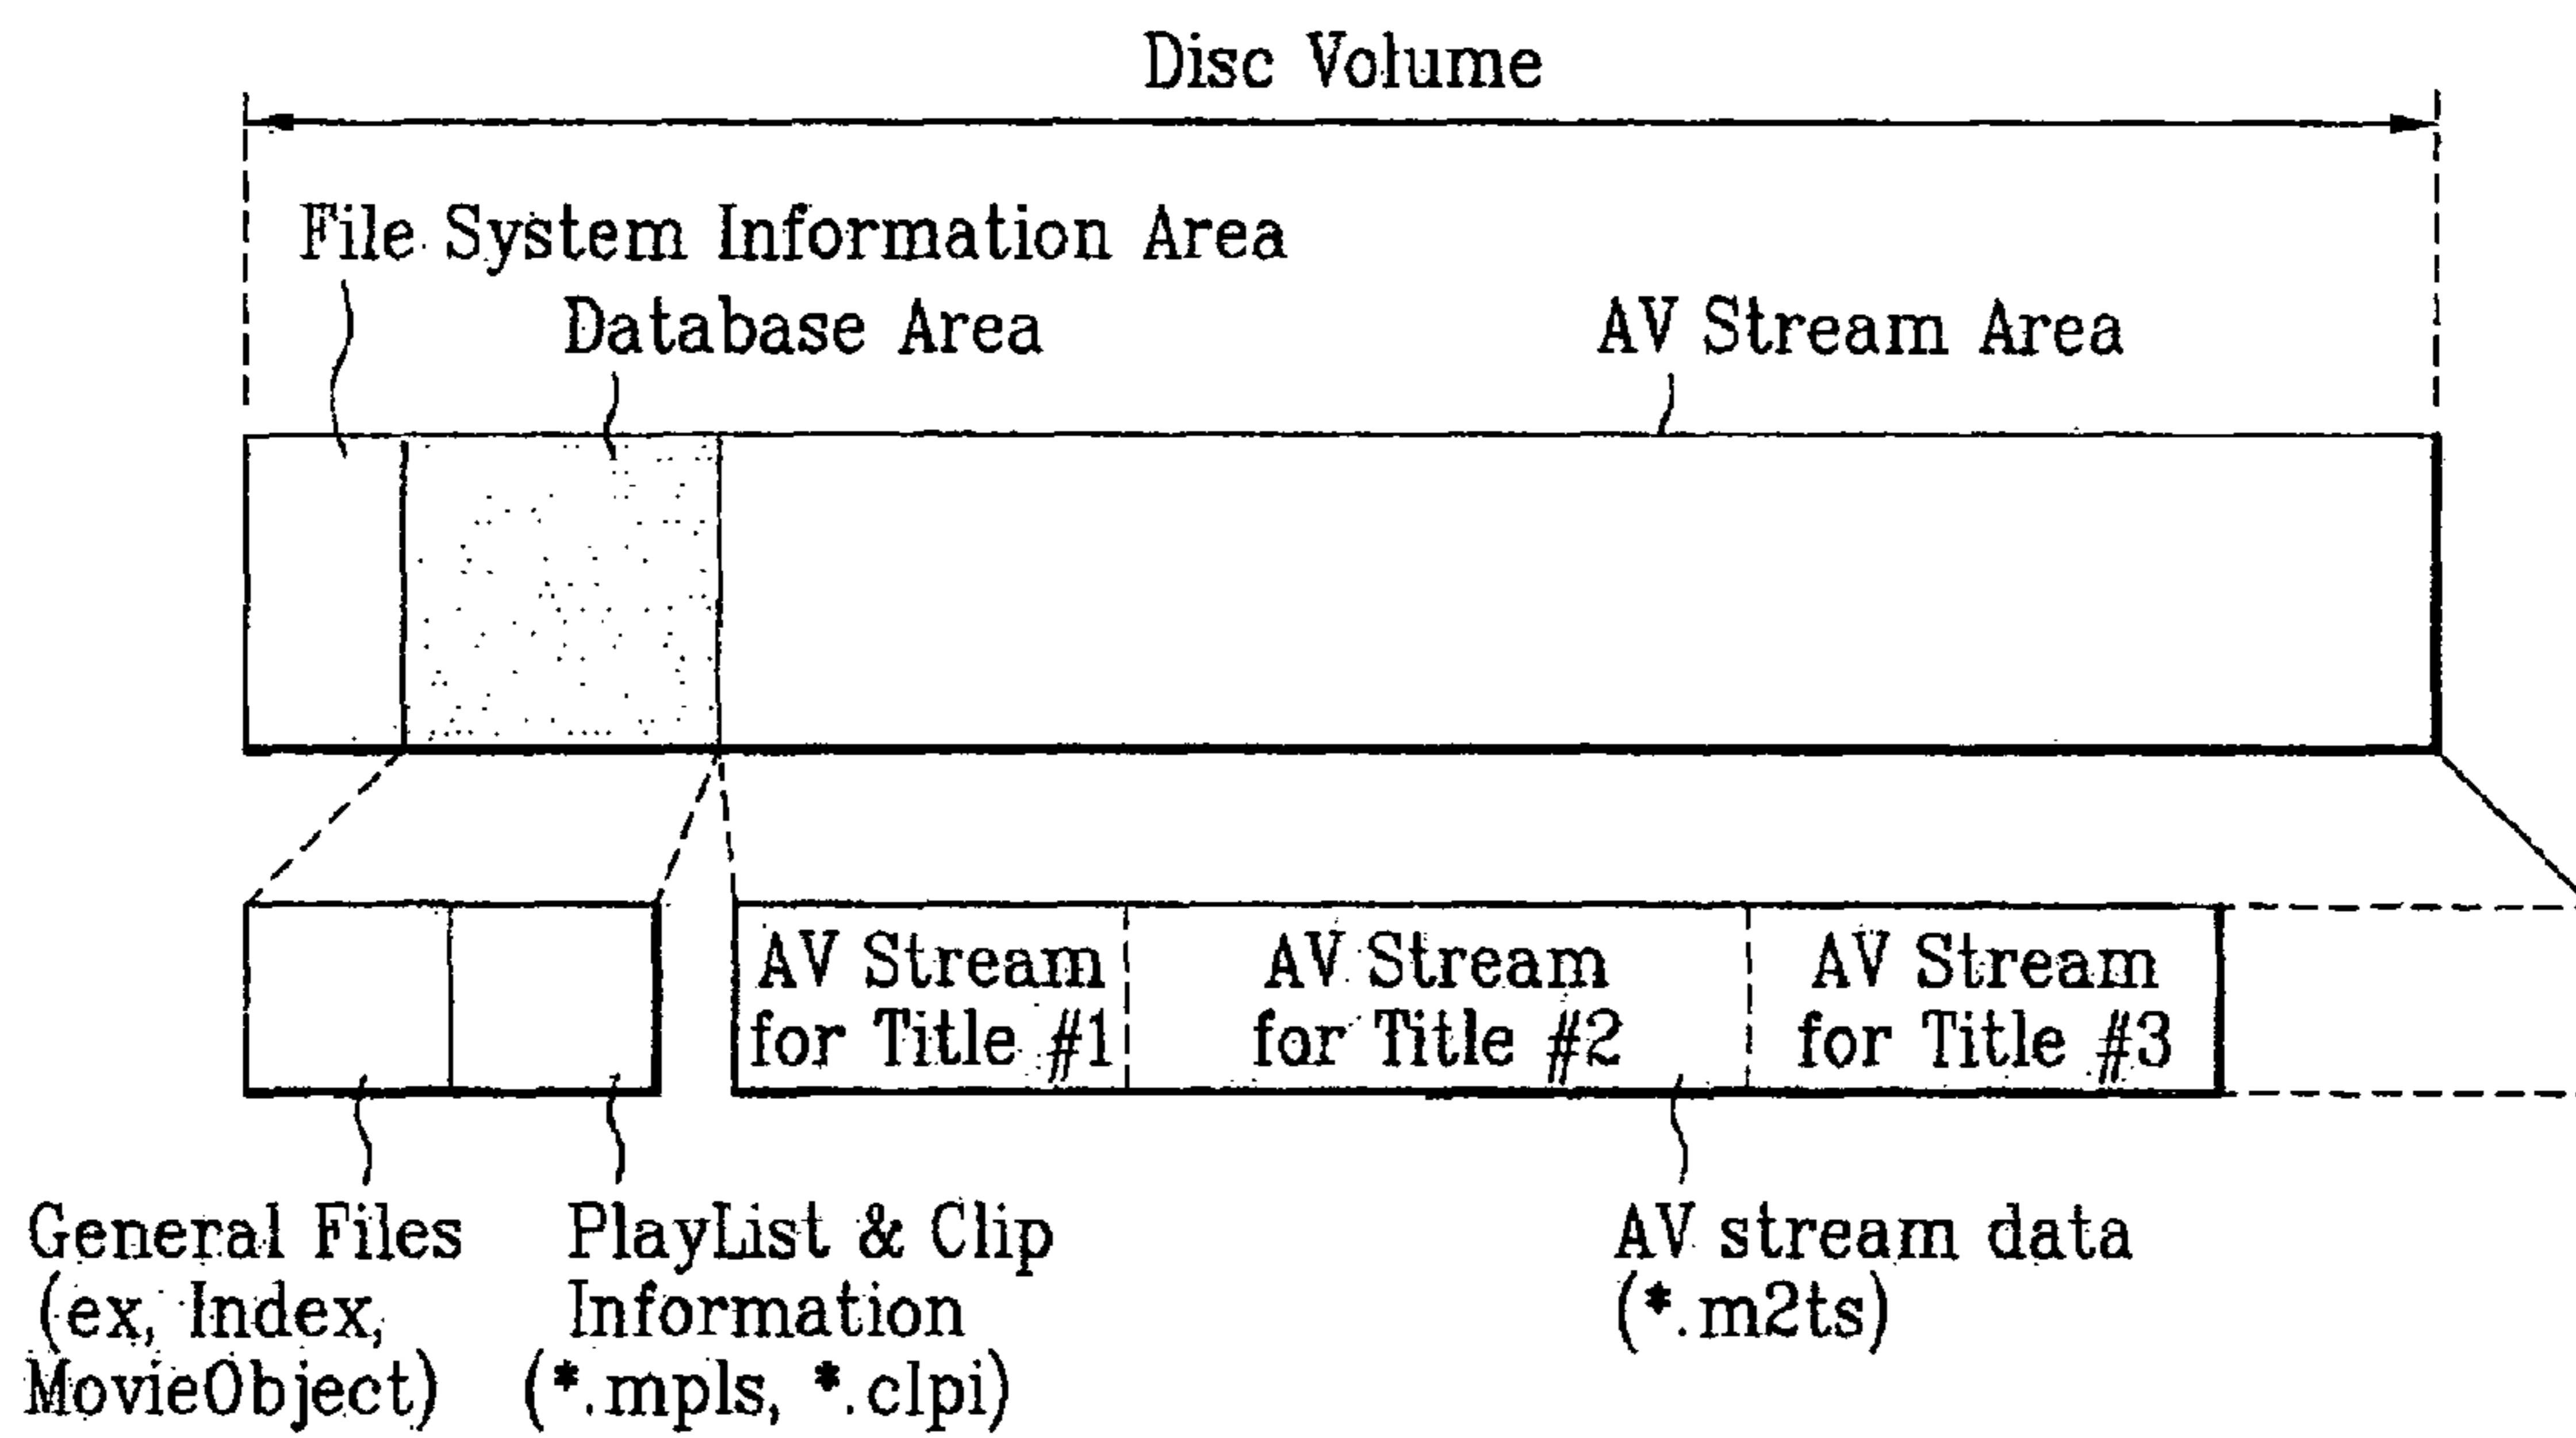 Disc Volume
File System Information Area
Database Area
AV Stream Area
AV Stream
for Title #1
AV Stream
for Title #2
AV Stream
for Title #3
General Files
(ex, Index,
MovieObject)
PlayList & Clip
Information
(*.mpls, *.clpi)
AV stream data
(*.m2ts)